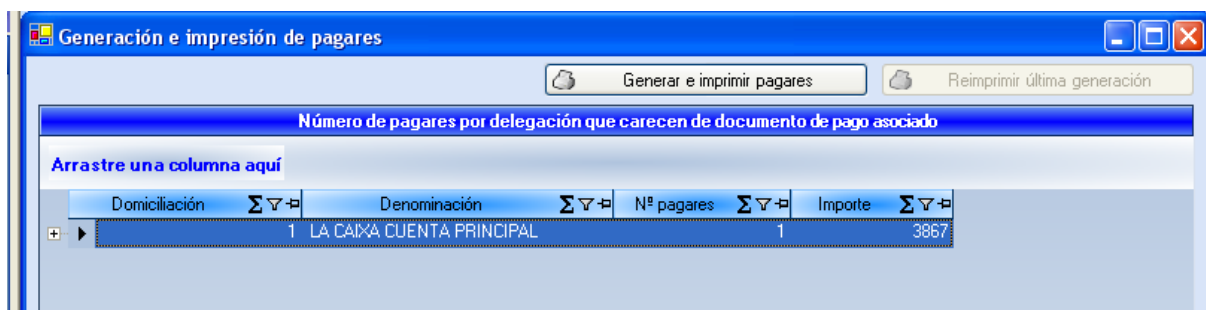 Generación e impresión de pagares
Generar e imprimir pagares Reimprimir última generación
Número de pagares por delegación que carecen de documento de pago asociado
Arrastre una columna aquí
Domiciliación Denominación Nº pagares Importe
1 LA CAIXA CUENTA PRINCIPAL 1 3867